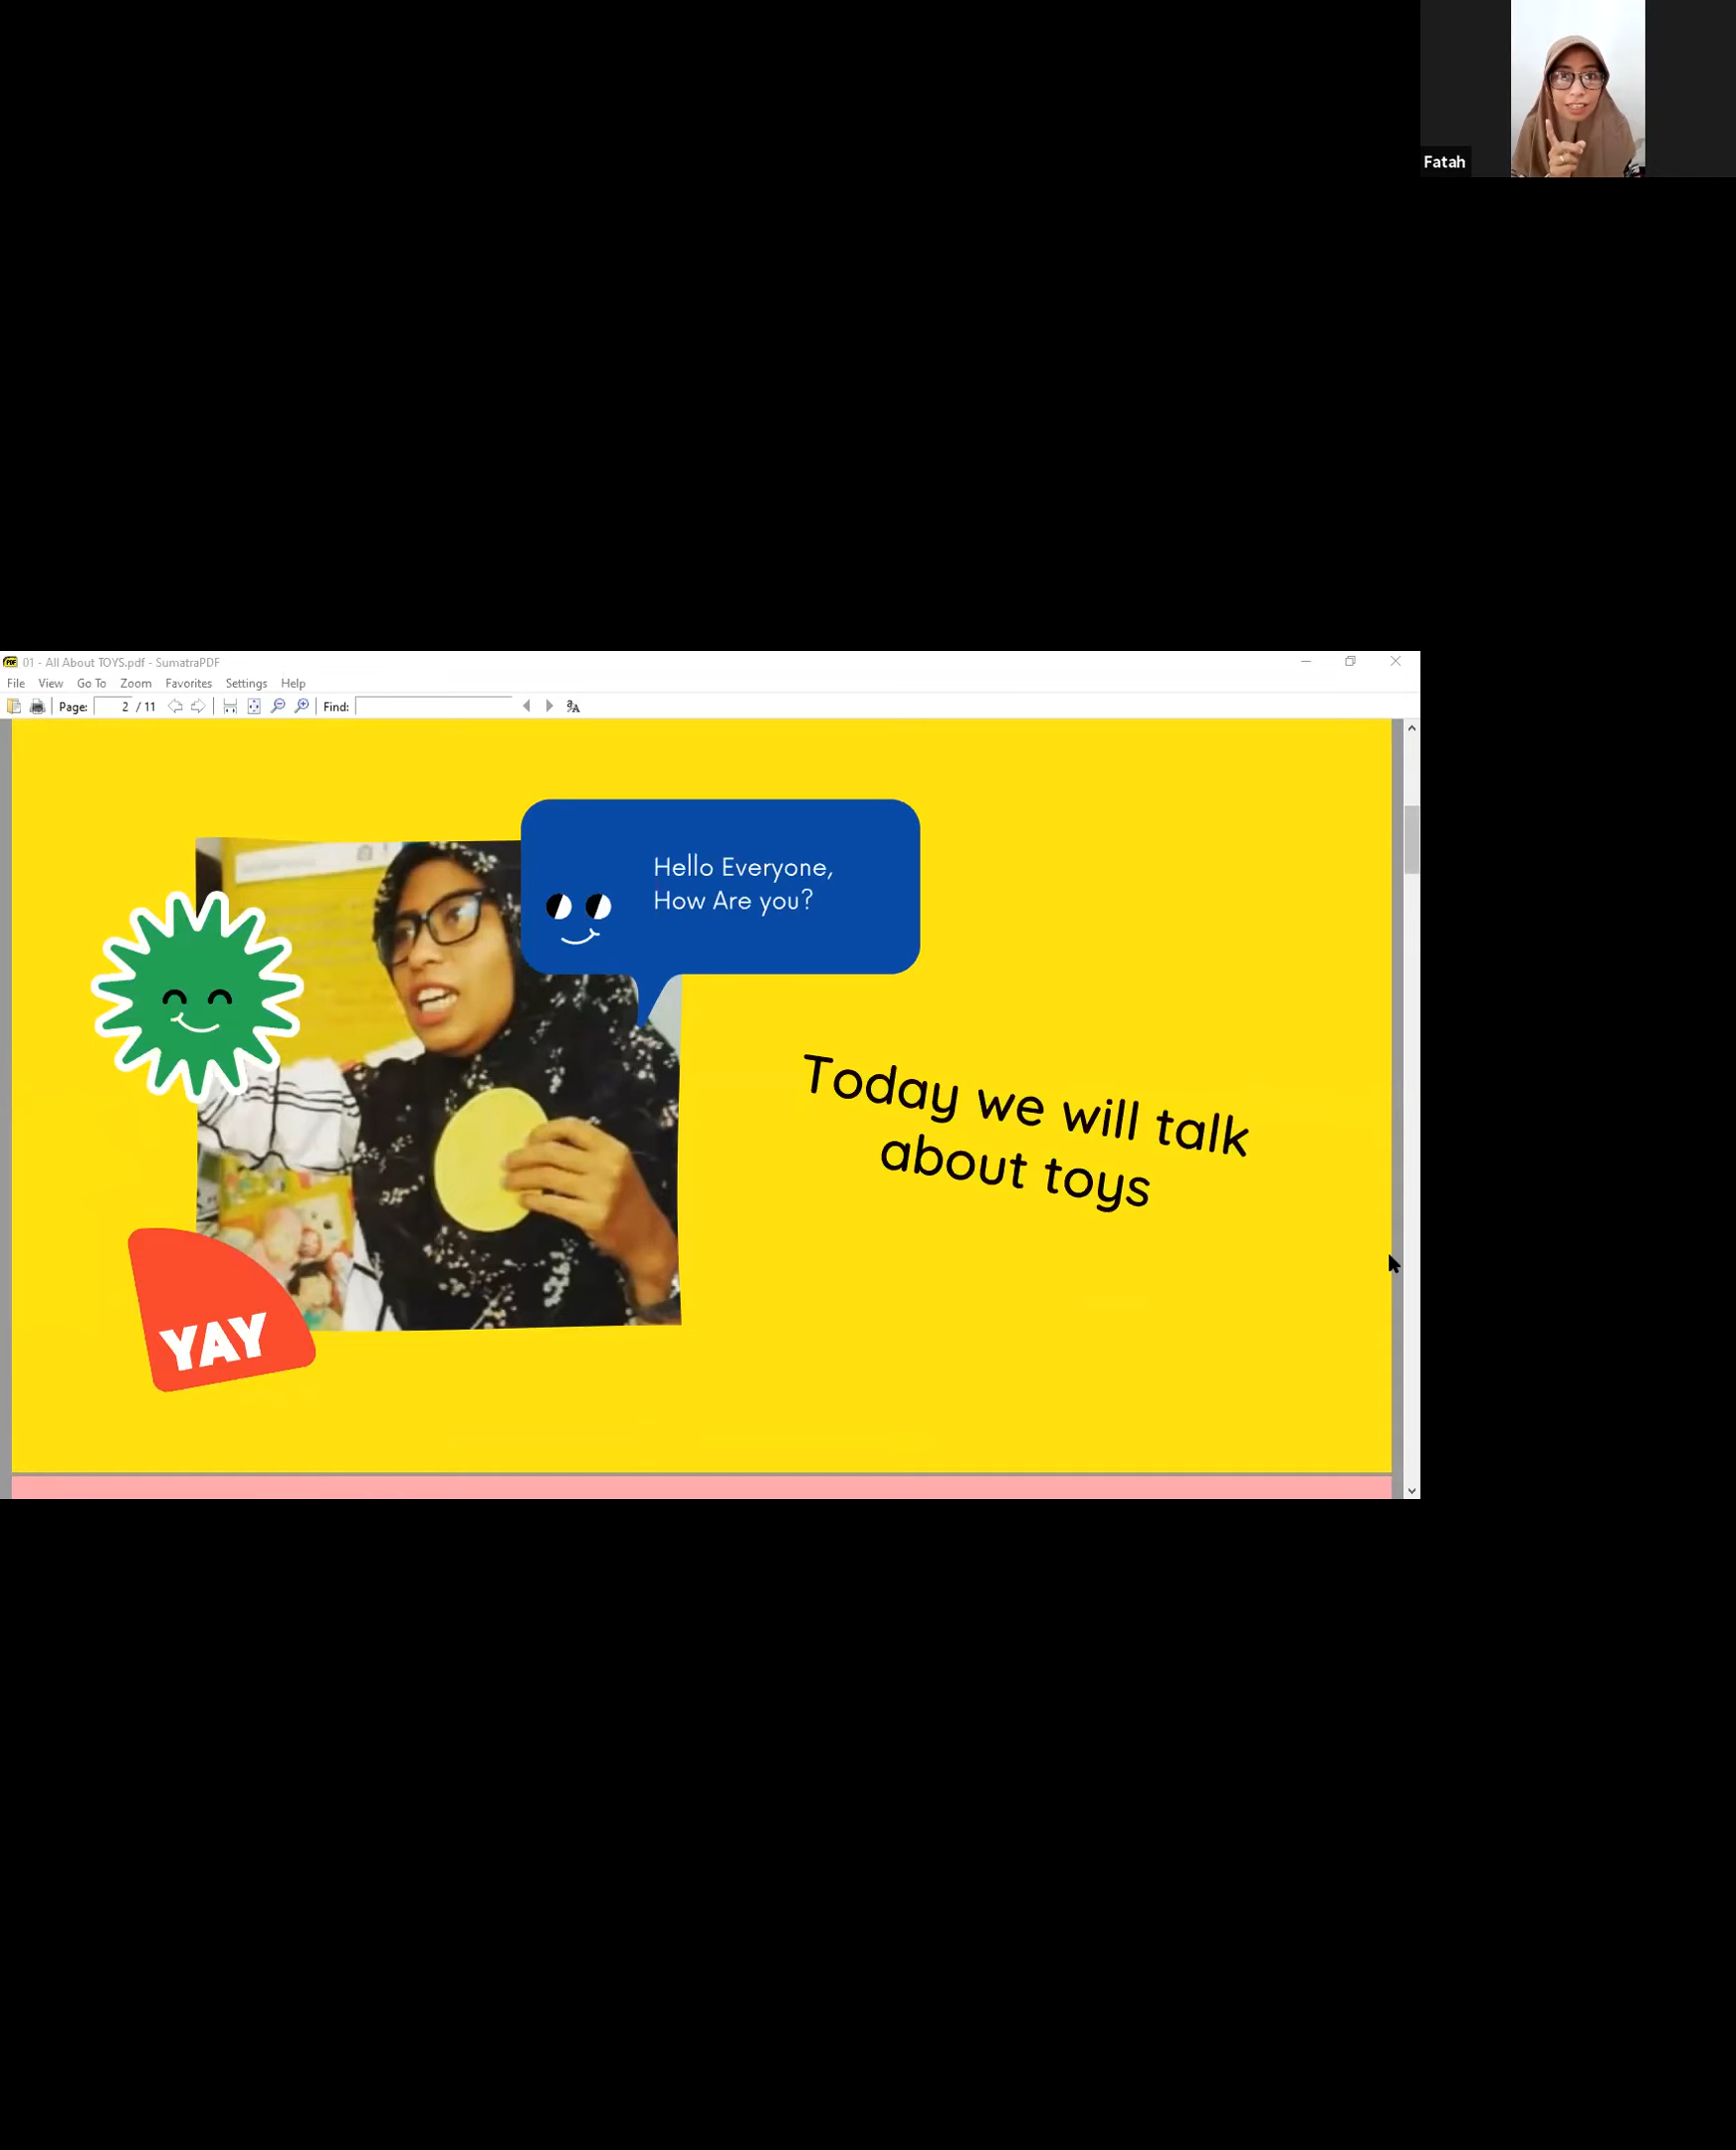 Fatah
01 - All About TOYS.pdf - SumatraPDF
File View Go To Zoom Favorites Settings Help
Page: 2 / 11 Find:
Hello Everyone,
How Are you?
Today we will talk
about toys
YAY